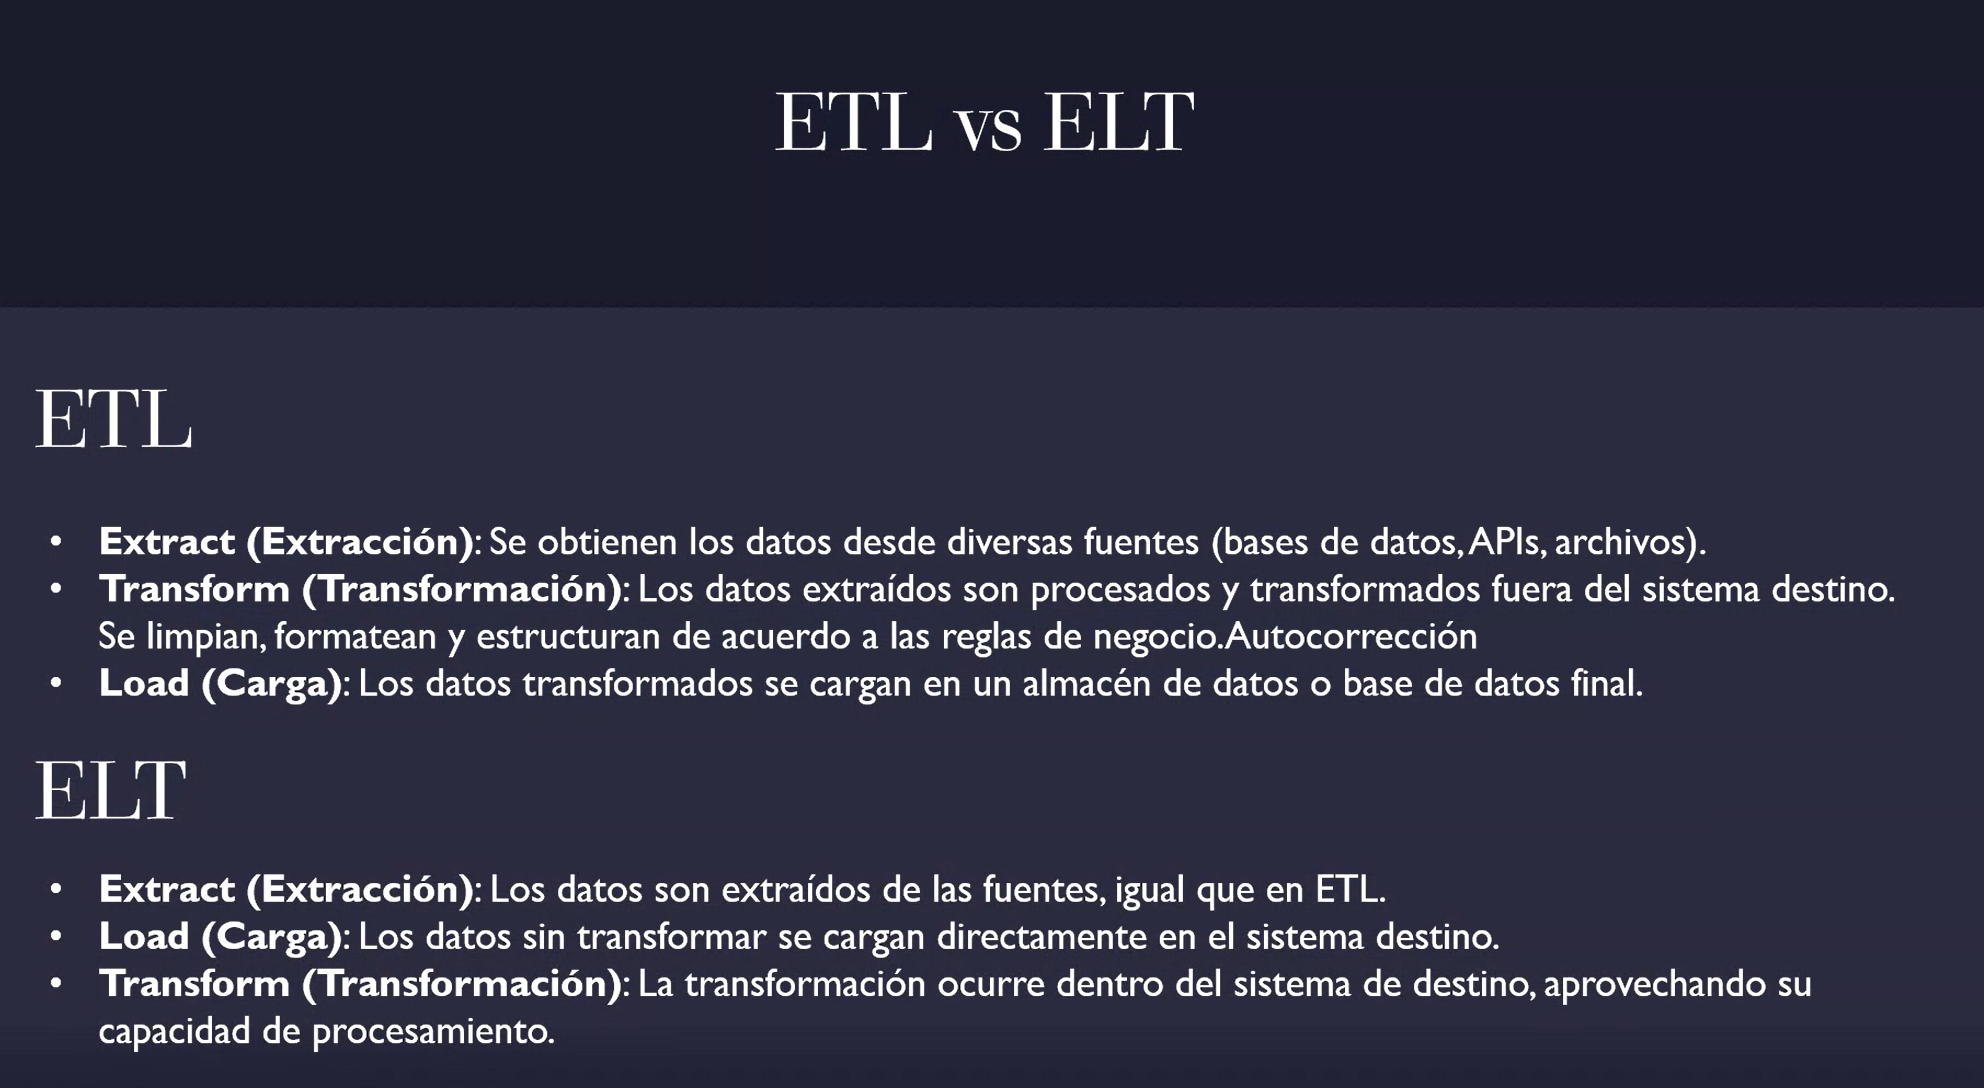 ETL vs ELT
ETL
• Extract (Extracción): Se obtienen los datos desde diversas fuentes (bases de datos, APIs, archivos).
• Transform (Transformación): Los datos extraídos son procesados y transformados fuera del sistema destino.
Se limpian, formatean y estructuran de acuerdo a las reglas de negocio.Autocorrección
• Load (Carga): Los datos transformados se cargan en un almacén de datos o base de datos final.
ELT
• Extract (Extracción): Los datos son extraídos de las fuentes, igual que en ETL.
• Load (Carga): Los datos sin transformar se cargan directamente en el sistema destino.
• Transform (Transformación): La transformación ocurre dentro del sistema de destino, aprovechando su
capacidad de procesamiento.